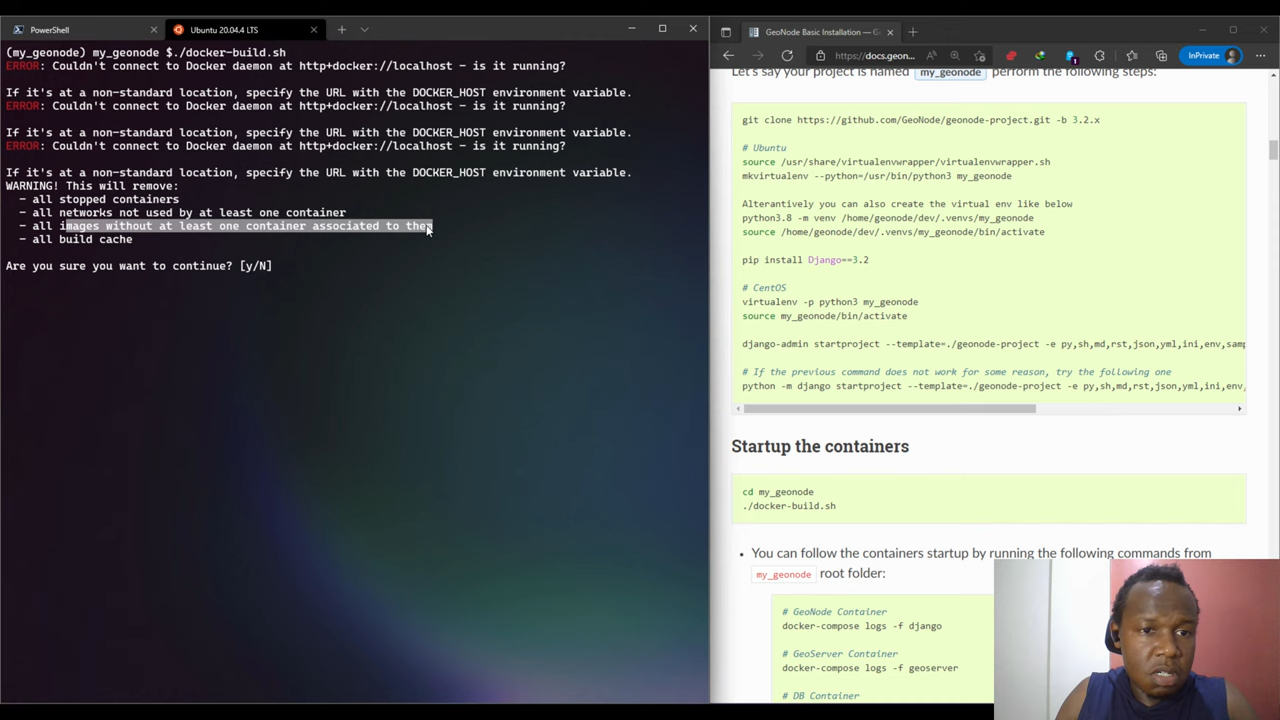 PowerShell
Ubuntu 20.04.4 LTS
(my_geonode) my_geonode $./docker-build.sh
ERROR: Couldn't connect to Docker daemon at http+docker://localhost - is it running?
If it's at a non-standard location, specify the URL with the DOCKER_HOST environment variable.
ERROR: Couldn't connect to Docker daemon at http+docker://localhost - is it running?
If it's at a non-standard location, specify the URL with the DOCKER_HOST environment variable.
ERROR: Couldn't connect to Docker daemon at http+docker://localhost - is it running?
If it's at a non-standard location, specify the URL with the DOCKER_HOST environment variable.
WARNING! This will remove:
- all stopped containers
- all networks not used by at least one container
- all images without at least one container associated to them
- all build cache
Are you sure you want to continue? [y/N]
GeoNode Basic Installation —
https://docs.geon...
InPrivate
Let's say your project is named my_geonode perform the following steps:
git clone https://github.com/GeoNode/geonode-project.git -b 3.2.x
# Ubuntu
source /usr/share/virtualenvwrapper/virtualenvwrapper.sh
mkvirtualenv --python=/usr/bin/python3 my_geonode
Alterantively you can also create the virtual env like below
python3.8 -m venv /home/geonode/dev/.venvs/my_geonode
source /home/geonode/dev/.venvs/my_geonode/bin/activate
pip install Django==3.2
# CentOS
virtualenv -p python3 my_geonode
source my_geonode/bin/activate
django-admin startproject --template=./geonode-project -e py,sh,md,rst,json,yml,ini,env,samp
# If the previous command does not work for some reason, try the following one
python -m django startproject --template=./geonode-project -e py,sh,md,rst,json,yml,ini,env,
Startup the containers
cd my_geonode
./docker-build.sh
• You can follow the containers startup by running the following commands from
my_geonode root folder:
# GeoNode Container
docker-compose logs -f django
# GeoServer Container
docker-compose logs -f geoserver
# DB Container